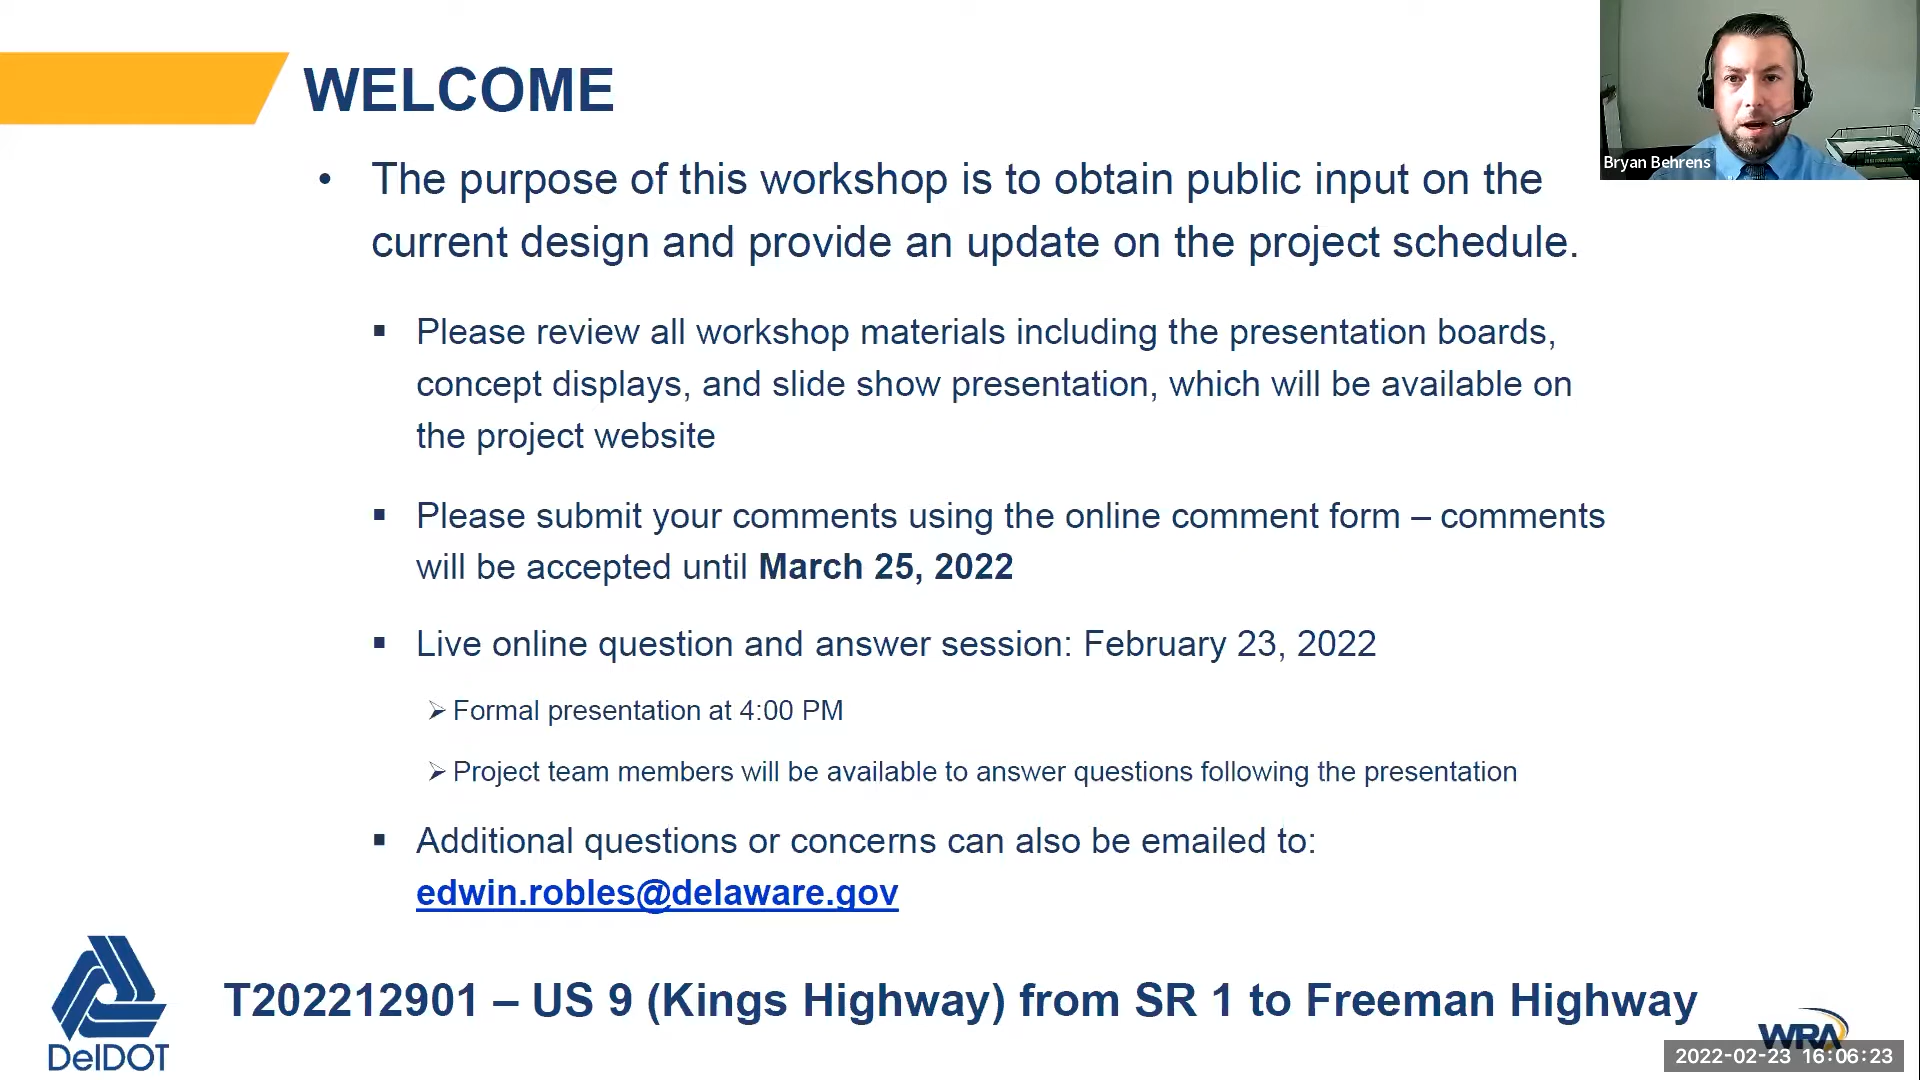 WELCOME
Bryan Behrens
• The purpose of this workshop is to obtain public input on the
current design and provide an update on the project schedule.
▪ Please review all workshop materials including the presentation boards,
concept displays, and slide show presentation, which will be available on
the project website
▪ Please submit your comments using the online comment form – comments
will be accepted until March 25, 2022
▪ Live online question and answer session: February 23, 2022
➢ Formal presentation at 4:00 PM
➢ Project team members will be available to answer questions following the presentation
▪ Additional questions or concerns can also be emailed to:
edwin.robles@delaware.gov
DelDOT
T202212901 – US 9 (Kings Highway) from SR 1 to Freeman Highway
WRA
2022-02-23 16:06:23